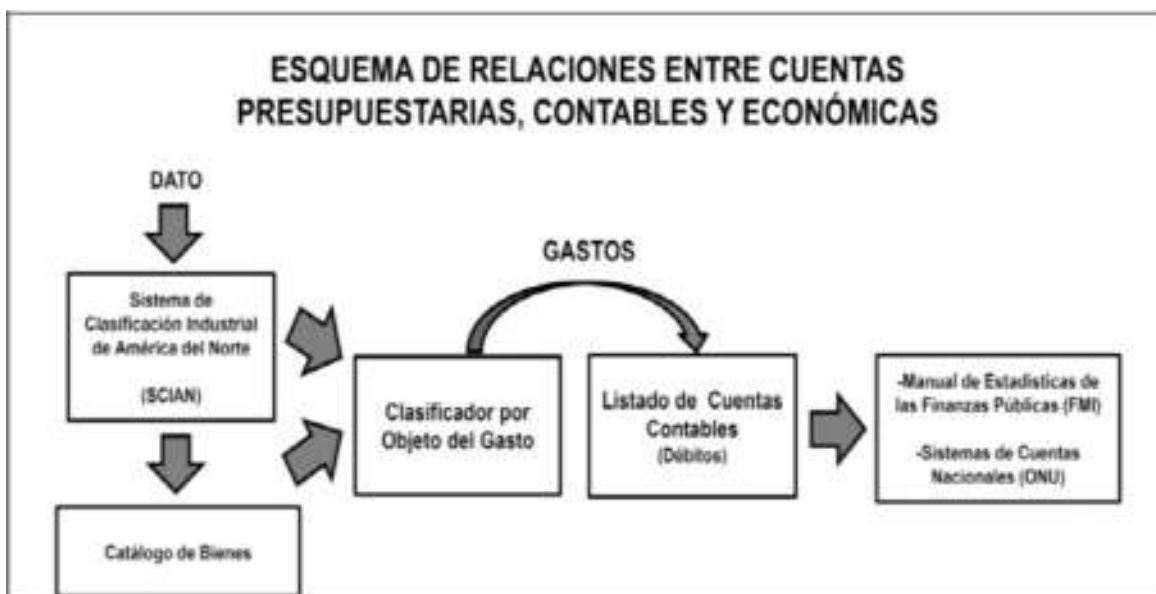 ESQUEMA DE RELACIONES ENTRE CUENTAS
PRESUPUESTARIAS, CONTABLES Y ECONÓMICAS
DATO
GASTOS
Sistema de
Clasificación Industrial
de América del Norte
(SCIAN)
Clasificador por
Objeto del Gasto
Listado de Cuentas
Contables
(Débitos)
-Manual de Estadísticas de
las Finanzas Públicas (FMI)
-Sistemas de Cuentas
Nacionales (ONU)
Catálogo de Bienes